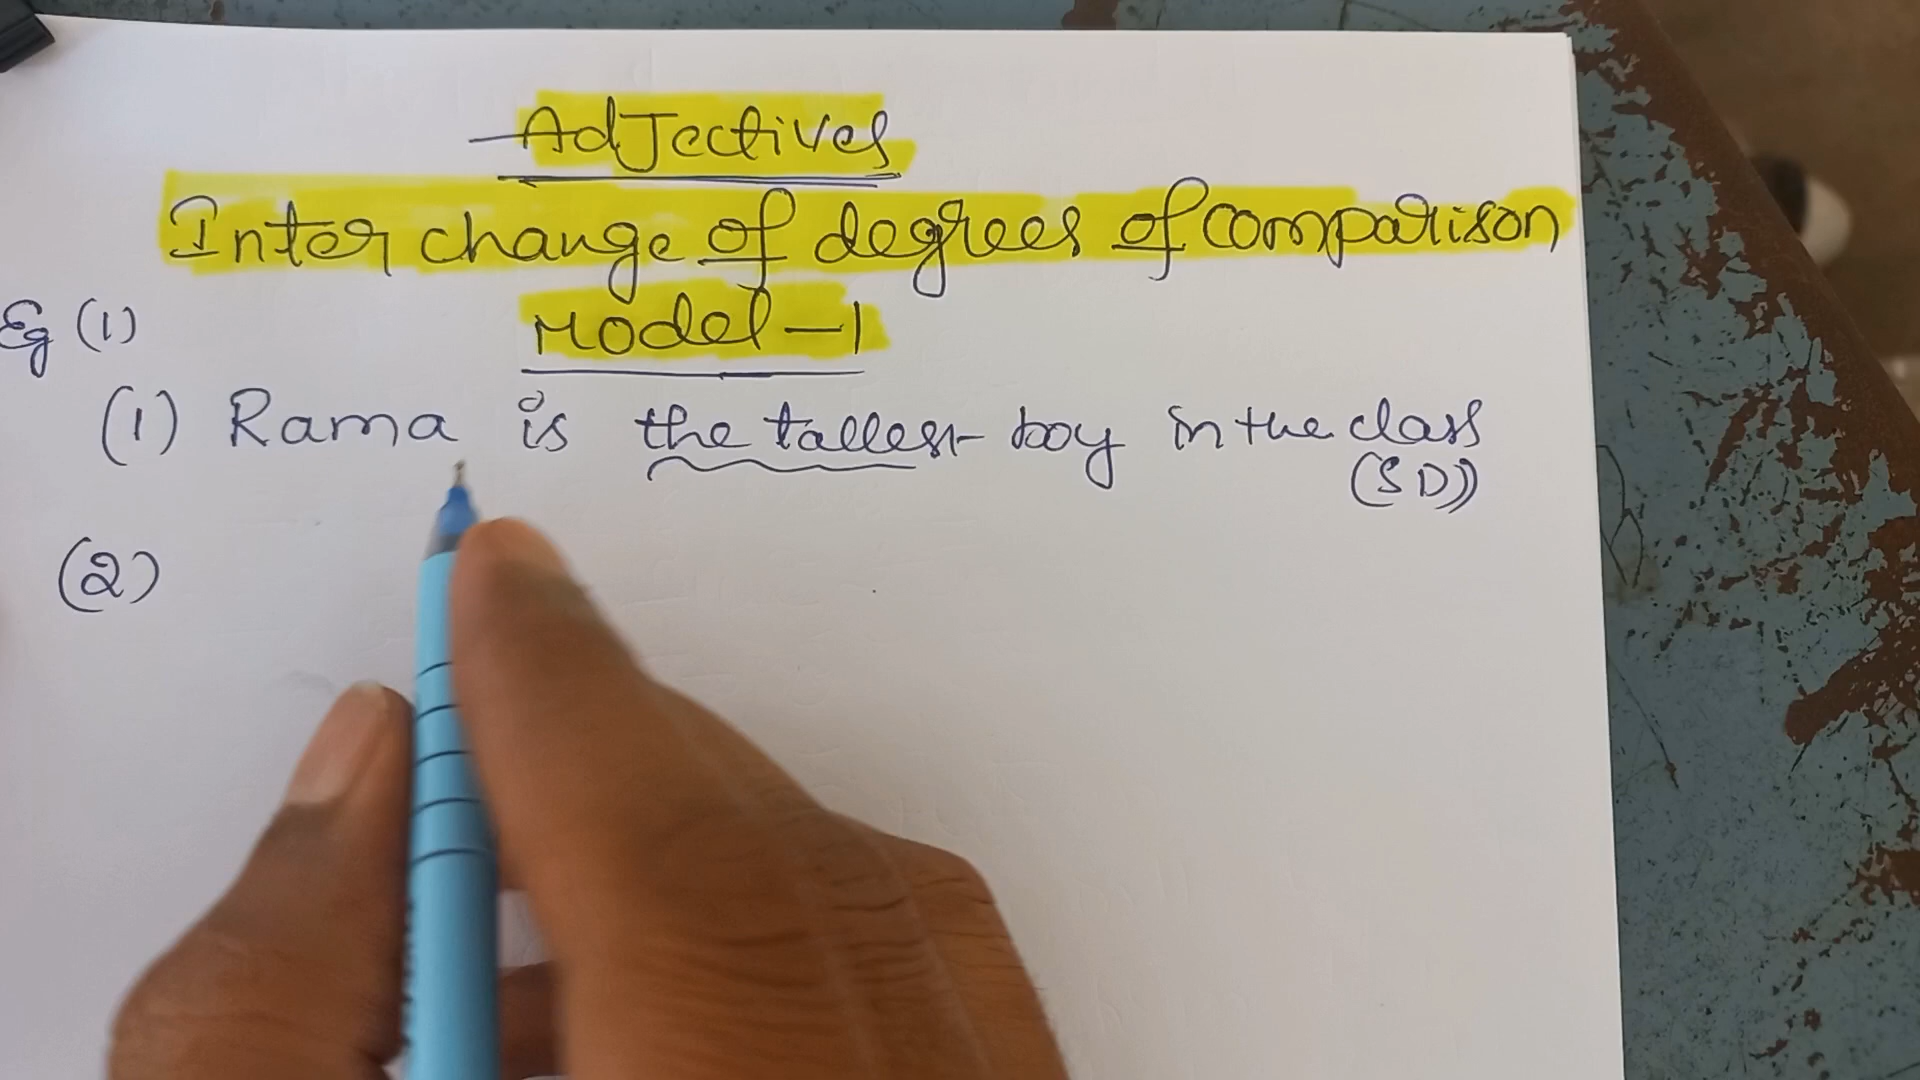 Adjectives
Inter change of degrees of comparison
Model-1
Eg (1)
(1) Rama is the tallest boy in the class
(SD))
(2)